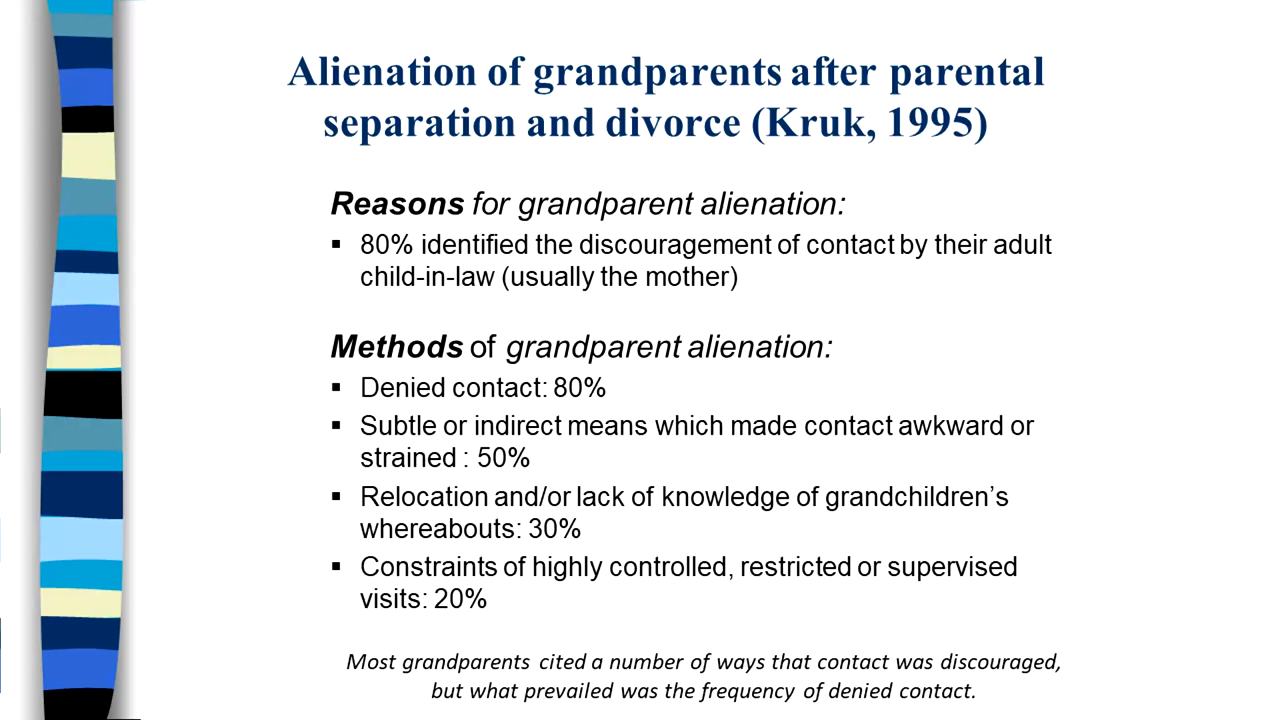 Alienation of grandparents after parental
separation and divorce (Kruk, 1995)
Reasons for grandparent alienation:
▪ 80% identified the discouragement of contact by their adult
child-in-law (usually the mother)
Methods of grandparent alienation:
▪ Denied contact: 80%
▪ Subtle or indirect means which made contact awkward or
strained : 50%
▪ Relocation and/or lack of knowledge of grandchildren’s
whereabouts: 30%
▪ Constraints of highly controlled, restricted or supervised
visits: 20%
Most grandparents cited a number of ways that contact was discouraged,
but what prevailed was the frequency of denied contact.